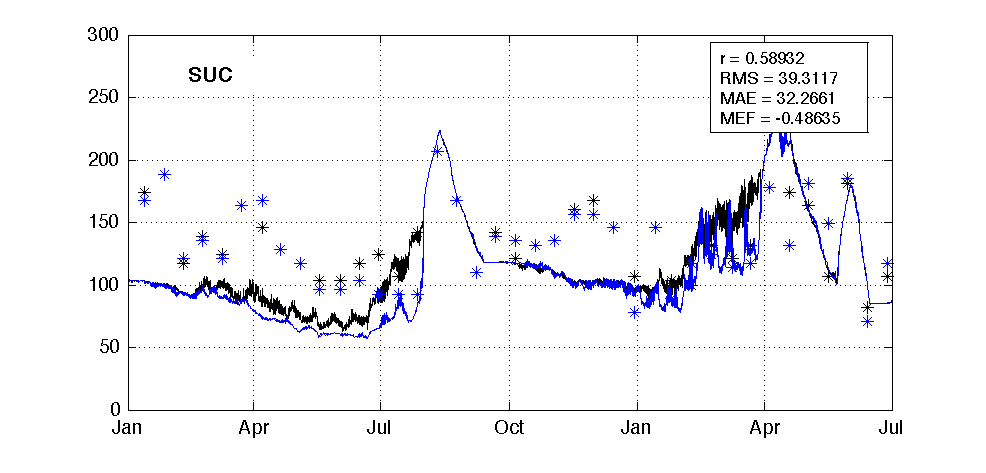 300
250
200
150
100
50
0
SUC
r = 0.58932
RMS = 39.3117
MAE = 32.2661
MEF = -0.48635
Jan Apr Jul Oct Jan Apr Jul